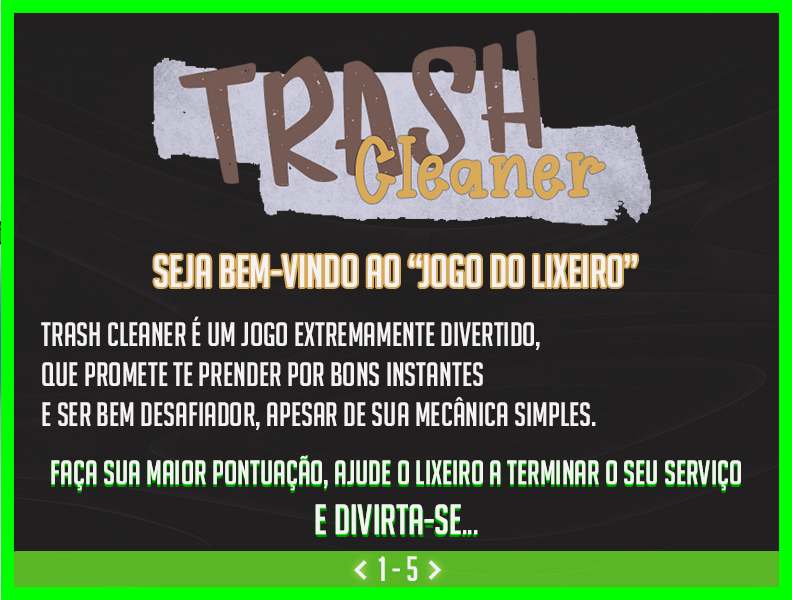 TRASH
Cleaner
SEJA BEM-VINDO AO “JOGO DO LIXEIRO”
TRASH CLEANER É UM JOGO EXTREMAMENTE DIVERTIDO,
QUE PROMETE TE PRENDER POR BONS INSTANTES
E SER BEM DESAFIADOR, APESAR DE SUA MECÂNICA SIMPLES.
FAÇA SUA MAIOR PONTUAÇÃO, AJUDE O LIXEIRO A TERMINAR O SEU SERVIÇO
E DIVIRTA-SE...
< 1 - 5 >